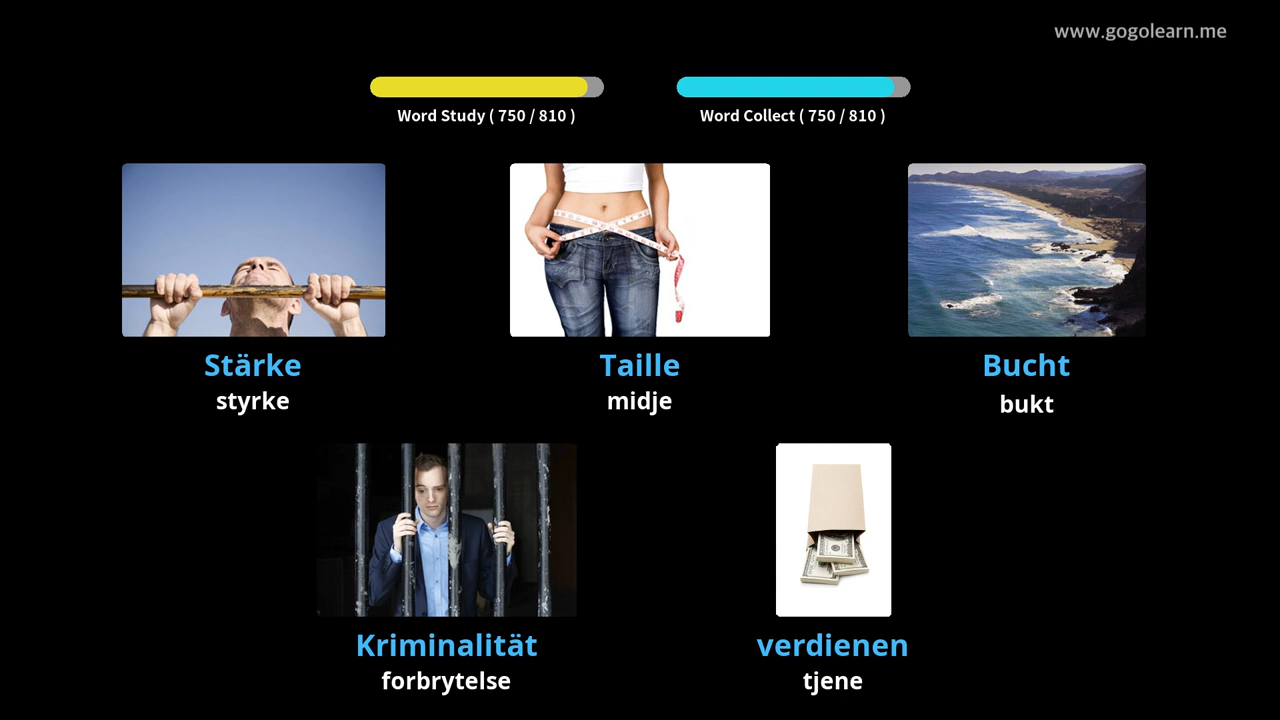 www.gogolearn.me
Word Study ( 750 / 810 )
Word Collect ( 750 / 810 )
Stärke
styrke
Taille
midje
Bucht
bukt
Kriminalität
forbrytelse
verdienen
tjene